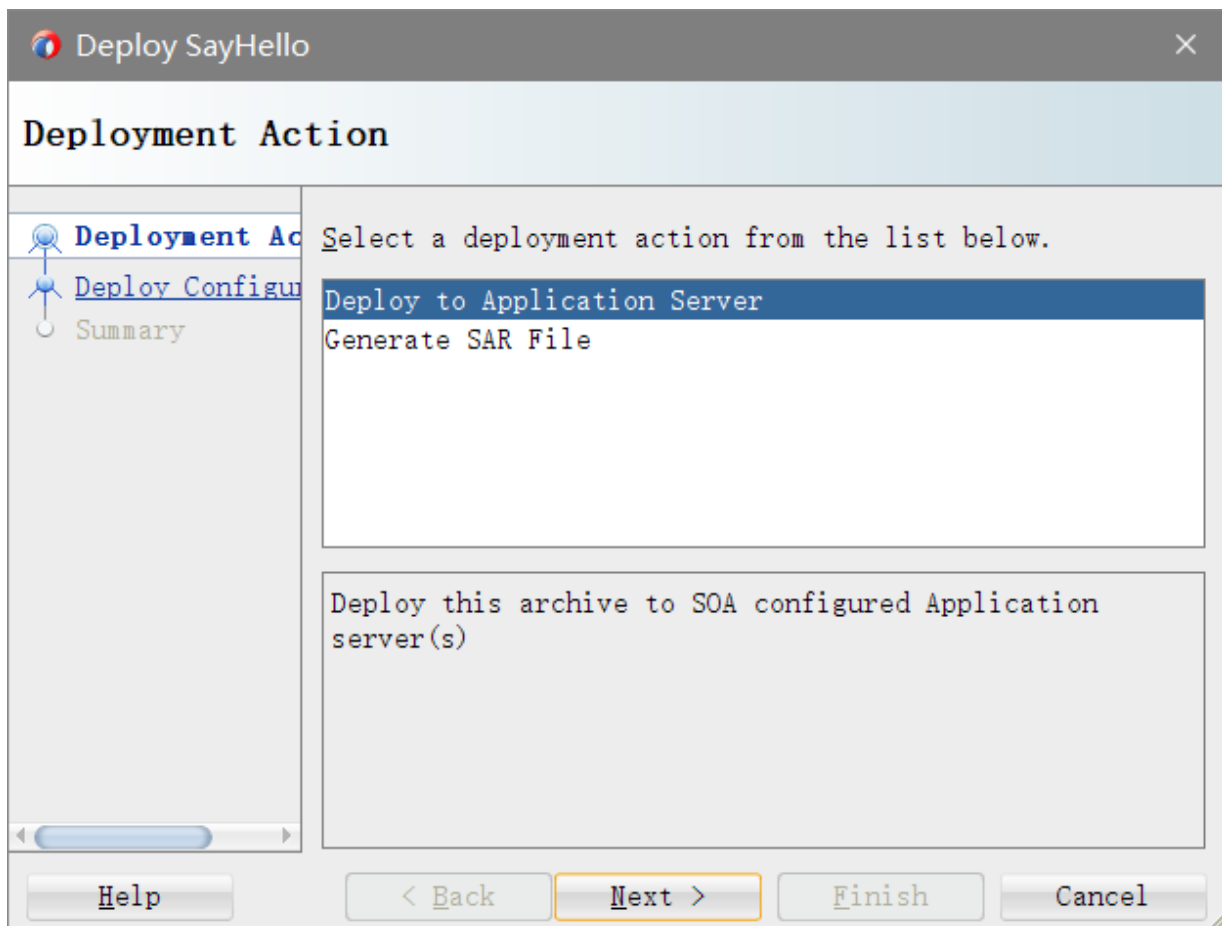 Deploy SayHello
Deployment Action
Deployment Ac
Deploy Configu
Summary
Select a deployment action from the list below.
Deploy to Application Server
Generate SAR File
Deploy this archive to SOA configured Application
server(s)
Help
< Back
Next >
Finish
Cancel